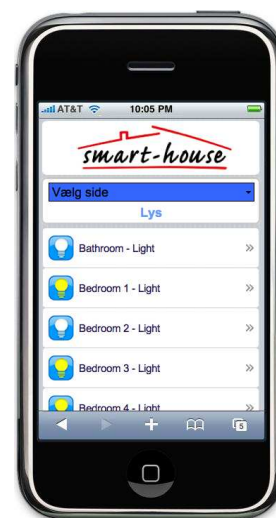 AT&T 10:05 PM
smart-house
Vælg side
Lys
Bathroom - Light
Bedroom 1 - Light
Bedroom 2 - Light
Bedroom 3 - Light
Bedroom 4 - Light
5